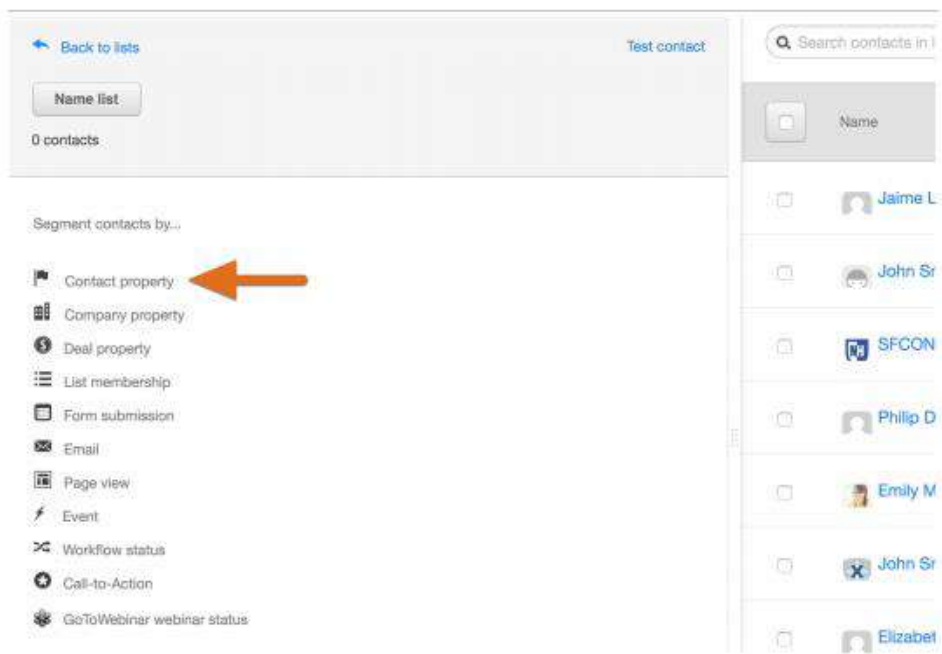 Back to lists
Test contact
Name list
0 contacts
Segment contacts by...
Contact property
Company property
Deal property
List membership
Form submission
Email
Page view
Event
Workflow status
Call-to-Action
GoToWebinar webinar status
Search contacts in l
Name
Jaime L
John Sr
SFCON
Philip D
Emily M
John Sr
Elizabet